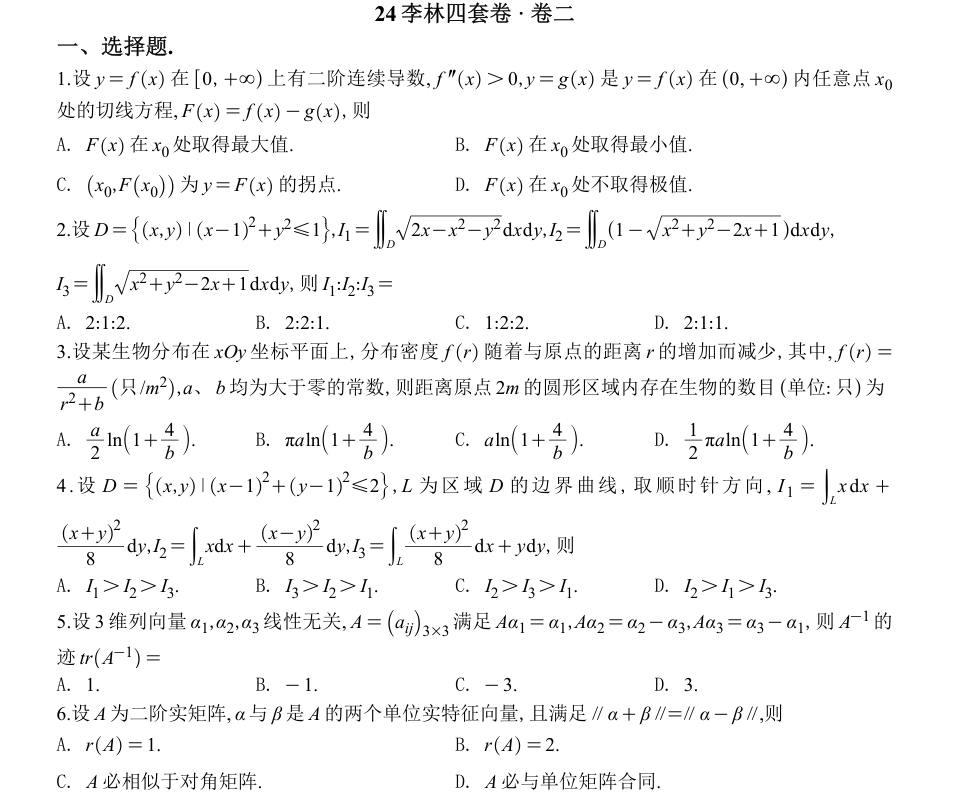 24 李林四套卷 · 卷二
一、选择题.
1.设 y = f (x) 在 [0, +∞) 上有二阶连续导数, f ″(x) > 0, y = g(x) 是 y = f (x) 在 (0, +∞) 内任意点 x₀
处的切线方程, F(x) = f (x) − g(x), 则
A. F(x) 在 x₀ 处取得最大值. B. F(x) 在 x₀ 处取得最小值.
C. (x₀,F(x₀)) 为 y = F(x) 的拐点. D. F(x) 在 x₀ 处不取得极值.
2.设 D = {(x,y) | (x−1)²+y²⩽1}, I₁ = ∬_D √(2x−x²−y²) dxdy, I₂ = ∬_D (1 − √(x²+y²−2x+1) )dxdy,
I₃ = ∬_D √(x²+y²−2x+1) dxdy, 则 I₁:I₂:I₃ =
A. 2:1:2. B. 2:2:1. C. 1:2:2. D. 2:1:1.
3.设某生物分布在 xOy 坐标平面上, 分布密度 f (r) 随着与原点的距离 r 的增加而减少, 其中, f (r) =
a/(r²+b) (只 /m²), a、 b 均为大于零的常数, 则距离原点 2m 的圆形区域内存在生物的数目 (单位: 只) 为
A. a/2 ln(1+4/b). B. πaln(1+4/b). C. aln(1+4/b). D. 1/2 πaln(1+4/b).
4.设 D = {(x,y) | (x−1)²+(y−1)²⩽2}, L 为区域 D 的边界曲线, 取顺时针方向, I₁ = ∫_L xdx +
(x+y)²/8 dy, I₂ = ∫_L xdx + (x−y)²/8 dy, I₃ = ∫_L (x+y)²/8 dx + ydy, 则
A. I₁ > I₂ > I₃. B. I₃ > I₂ > I₁. C. I₂ > I₃ > I₁. D. I₂ > I₁ > I₃.
5.设 3 维列向量 α₁,α₂,α₃ 线性无关, A = (aᵢⱼ)₃ₓ₃ 满足 Aα₁ = α₁, Aα₂ = α₂ − α₃, Aα₃ = α₃ − α₁, 则 A⁻¹ 的
迹 tr(A⁻¹) =
A. 1. B. − 1. C. − 3. D. 3.
6.设 A 为二阶实矩阵, α 与 β 是 A 的两个单位实特征向量, 且满足 ∥ α + β ∥=∥ α − β ∥,则
A. r(A) = 1. B. r(A) = 2.
C. A 必相似于对角矩阵. D. A 必与单位矩阵合同.